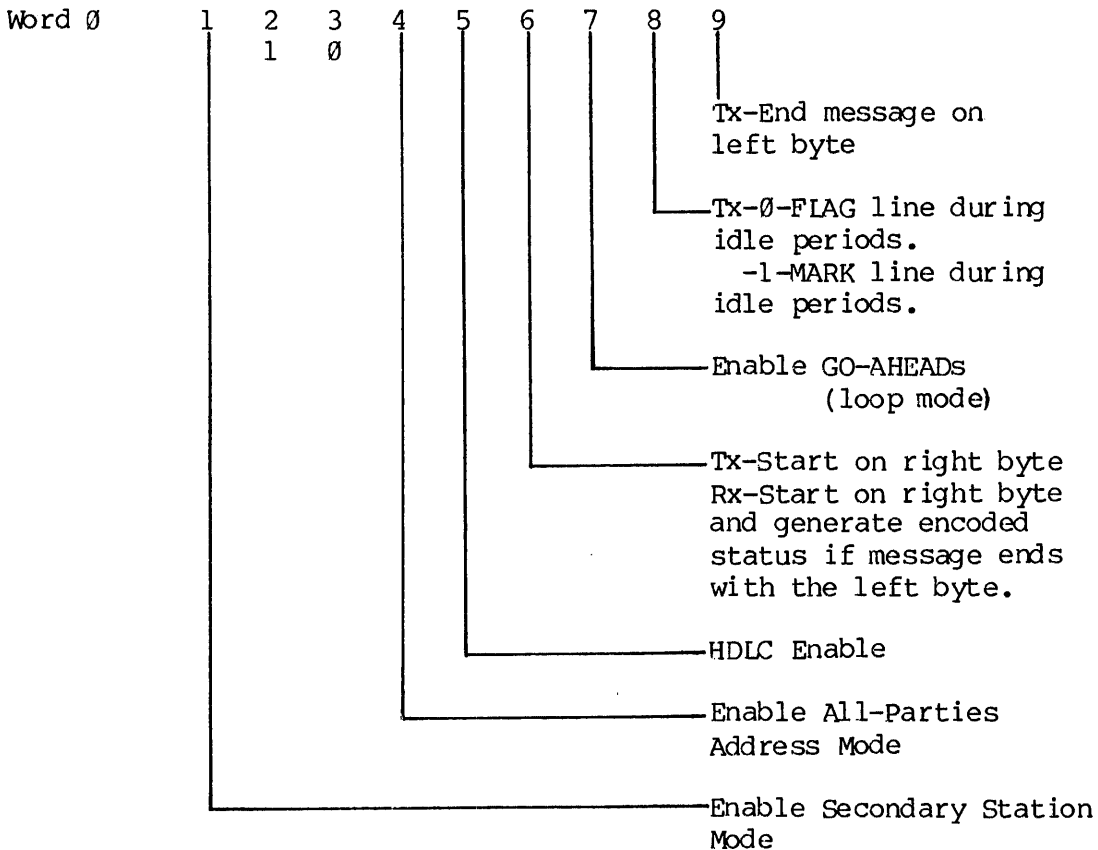 Word Ø 1 2 3 4 5 6 7 8 9
1 Ø
Tx-End message on
left byte
Tx-Ø-FLAG line during
idle periods.
-1-MARK line during
idle periods.
Enable GO-AHEADs
(loop mode)
Tx-Start on right byte
Rx-Start on right byte
and generate encoded
status if message ends
with the left byte.
HDLC Enable
Enable All-Parties
Address Mode
Enable Secondary Station
Mode